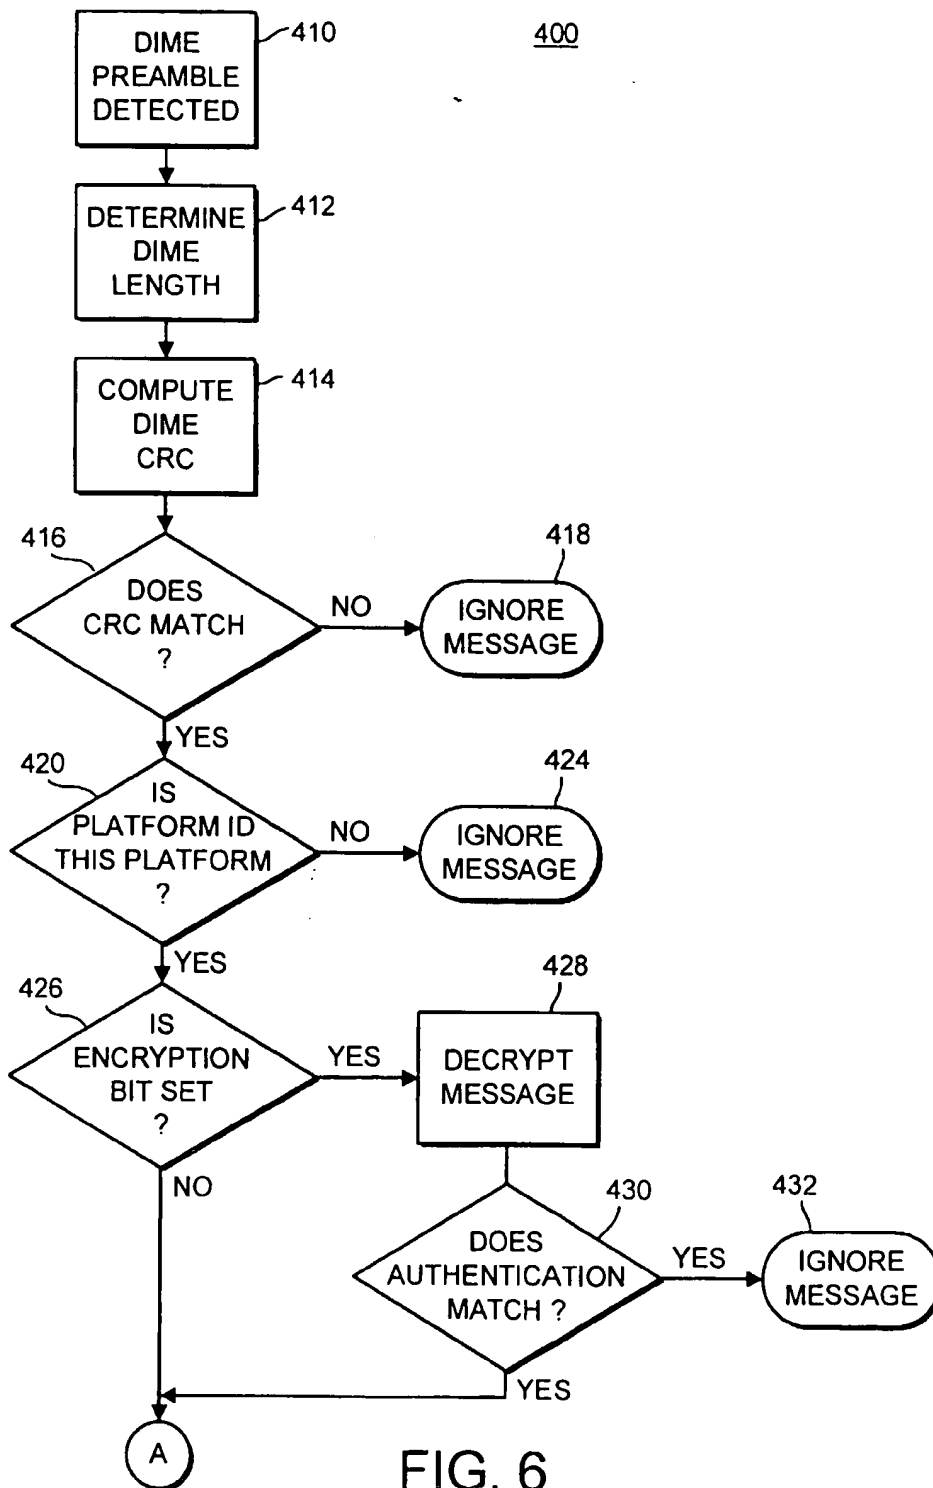 400
DIME
PREAMBLE
DETECTED
410
DETERMINE
DIME
LENGTH
412
COMPUTE
DIME
CRC
414
416
DOES
CRC MATCH
?
NO
418
IGNORE
MESSAGE
YES
420
IS
PLATFORM ID
THIS PLATFORM
?
NO
424
IGNORE
MESSAGE
YES
426
IS
ENCRYPTION
BIT SET
?
YES
428
DECRYPT
MESSAGE
NO
430
DOES
AUTHENTICATION
MATCH ?
YES
432
IGNORE
MESSAGE
YES
A
FIG. 6